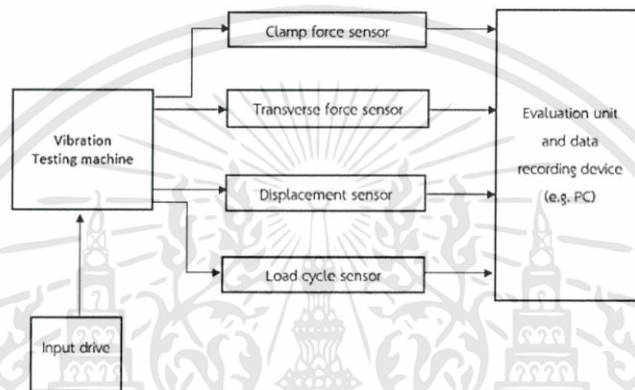 Clamp force sensor
Transverse force sensor
Vibration
Testing machine
Displacement sensor
Load cycle sensor
Input drive
Evaluation unit
and data
recording device
(e.g. PC)